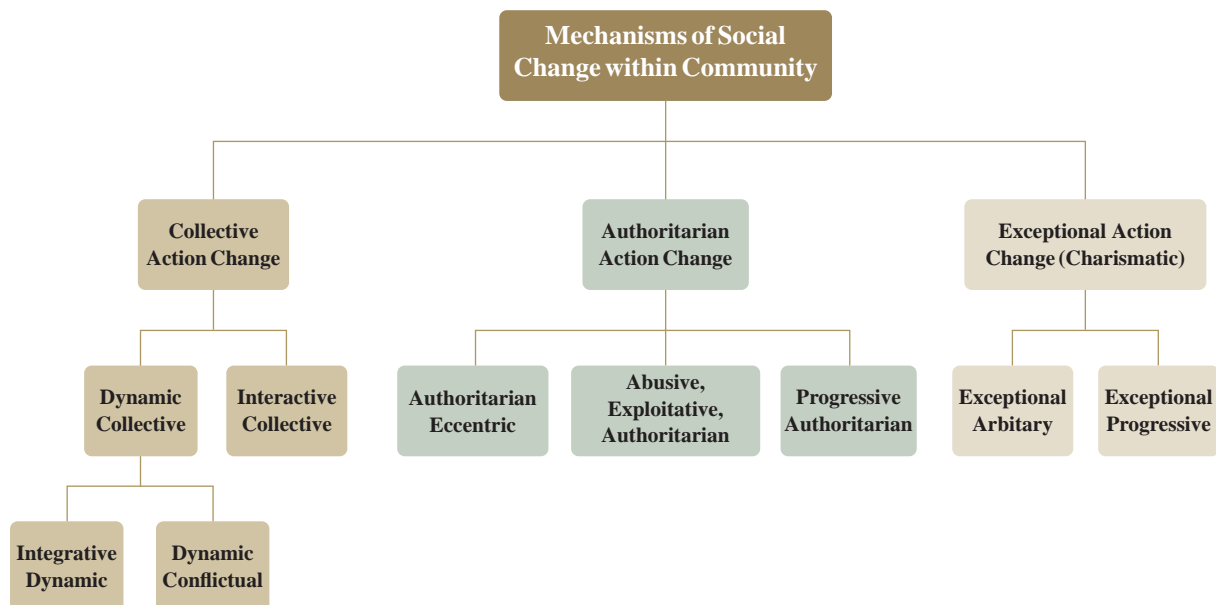 Mechanisms of Social
Change within Community
Collective
Action Change
Authoritarian
Action Change
Exceptional Action
Change (Charismatic)
Dynamic
Collective
Interactive
Collective
Authoritarian
Eccentric
Abusive,
Exploitative,
Authoritarian
Progressive
Authoritarian
Exceptional
Arbitary
Exceptional
Progressive
Integrative
Dynamic
Dynamic
Conflictual